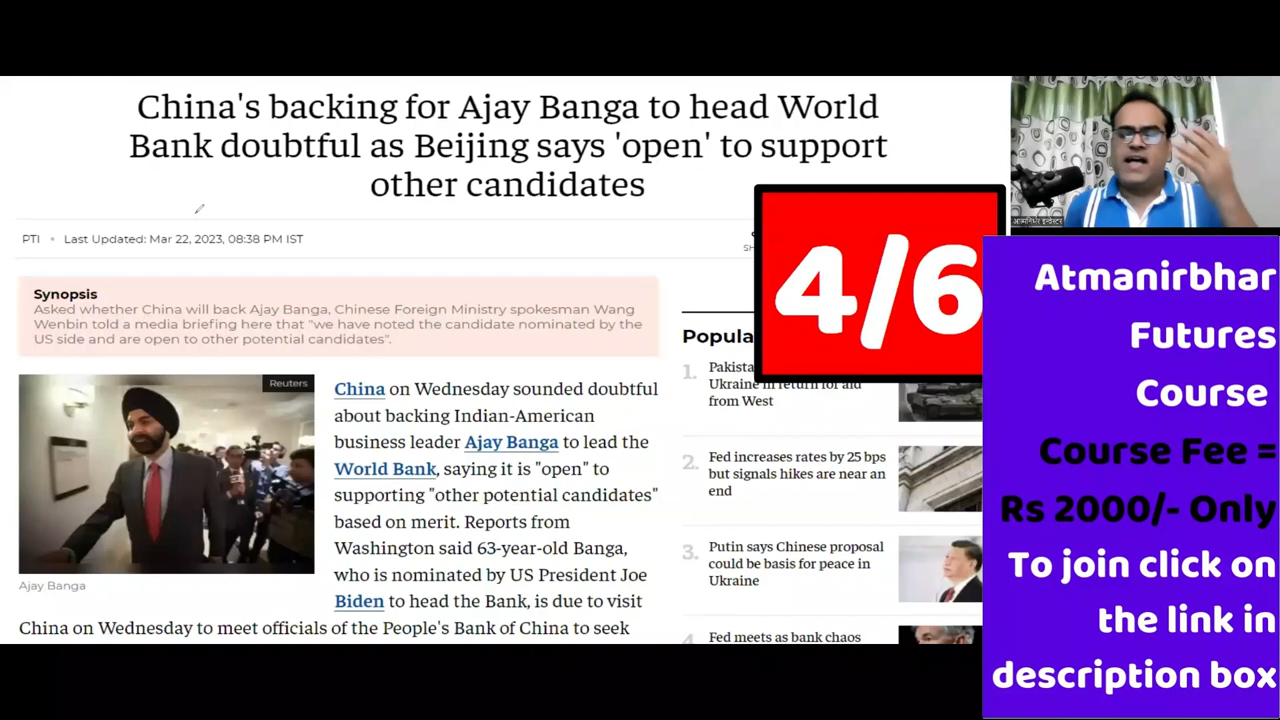 China's backing for Ajay Banga to head World
Bank doubtful as Beijing says 'open' to support
other candidates
PTI • Last Updated: Mar 22, 2023, 08:38 PM IST
SH
Synopsis
Asked whether China will back Ajay Banga, Chinese Foreign Ministry spokesman Wang
Wenbin told a media briefing here that "we have noted the candidate nominated by the
US side and are open to other potential candidates".
Reuters
Ajay Banga
China on Wednesday sounded doubtful
about backing Indian-American
business leader Ajay Banga to lead the
World Bank, saying it is "open" to
supporting "other potential candidates"
based on merit. Reports from
Washington said 63-year-old Banga,
who is nominated by US President Joe
Biden to head the Bank, is due to visit
China on Wednesday to meet officials of the People's Bank of China to seek
4/6
Popula
1. Pakista
Ukraine in return for aid
from West
2. Fed increases rates by 25 bps
but signals hikes are near an
end
3. Putin says Chinese proposal
could be basis for peace in
Ukraine
4. Fed meets as bank chaos
आत्मनिर्भर इन्वेस्टर
Atmanirbhar
Futures
Course
Course Fee =
Rs 2000/- Only
To join click on
the link in
description box